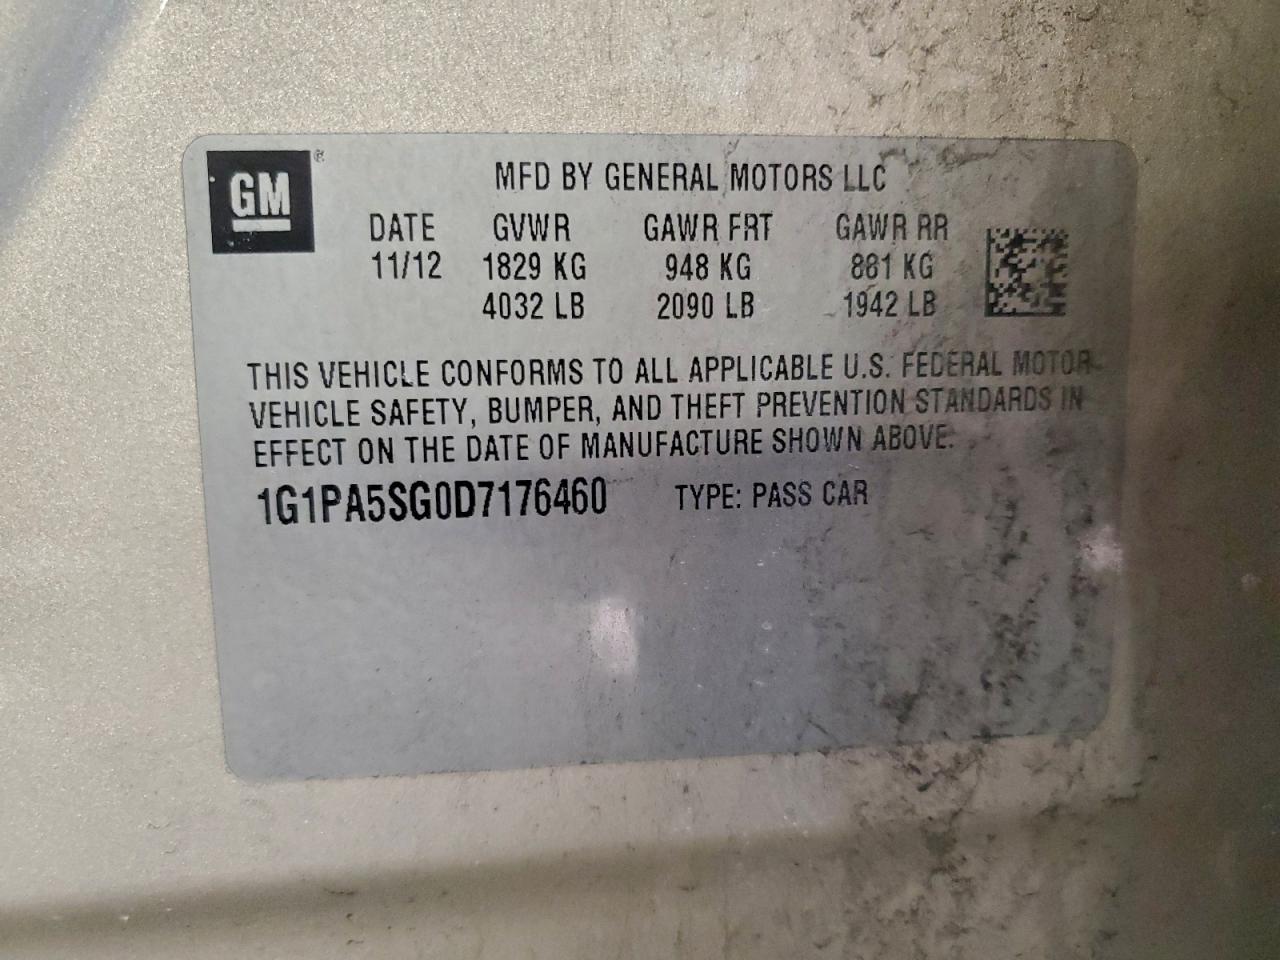 GM®
MFD BY GENERAL MOTORS LLC
DATE GVWR GAWR FRT GAWR RR
11/12 1829 KG 948 KG 881 KG
4032 LB 2090 LB 1942 LB
THIS VEHICLE CONFORMS TO ALL APPLICABLE U.S. FEDERAL MOTOR
VEHICLE SAFETY, BUMPER, AND THEFT PREVENTION STANDARDS IN
EFFECT ON THE DATE OF MANUFACTURE SHOWN ABOVE.
1G1PA5SG0D7176460 TYPE: PASS CAR